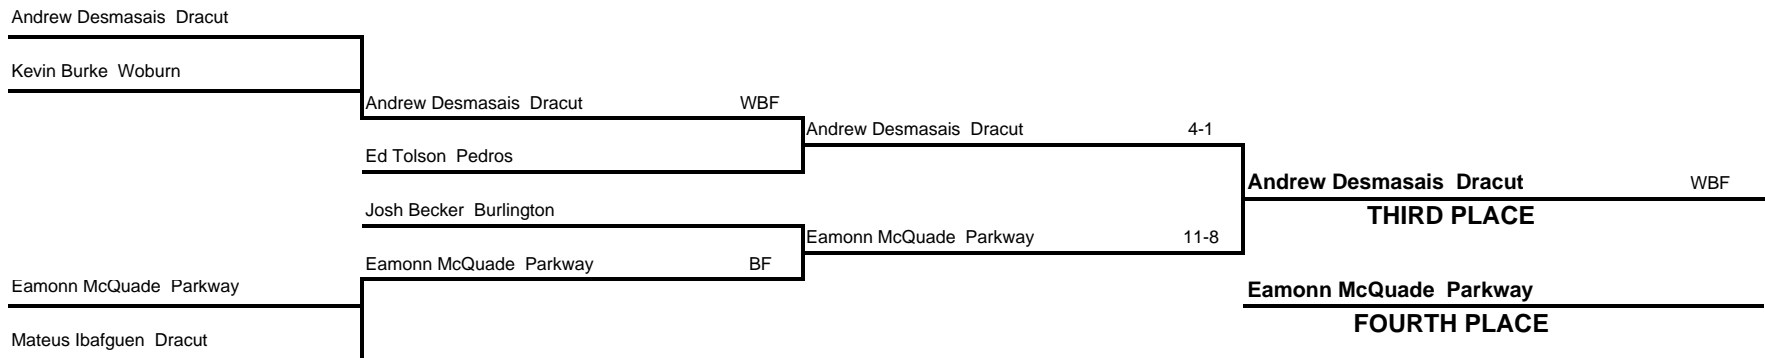 Andrew Desmasais Dracut
Kevin Burke Woburn
Andrew Desmasais Dracut WBF
Andrew Desmasais Dracut 4-1
Ed Tolson Pedros
Andrew Desmasais Dracut WBF
THIRD PLACE
Josh Becker Burlington
Eamonn McQuade Parkway 11-8
Eamonn McQuade Parkway BF
Eamonn McQuade Parkway
Eamonn McQuade Parkway
FOURTH PLACE
Mateus Ibafguen Dracut